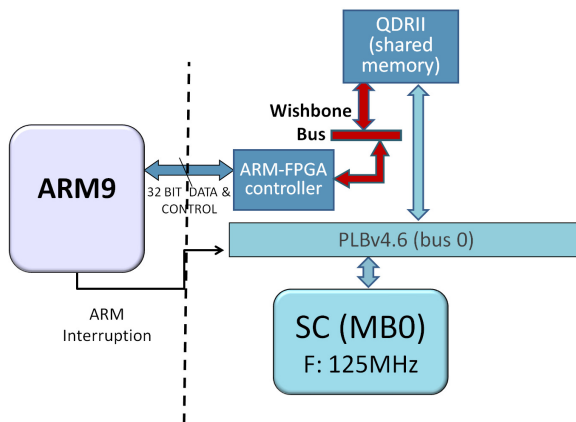 QDRII
(shared
memory)
Wishbone
Bus
ARM9
ARM-FPGA
controller
32 BIT DATA &
CONTROL
PLBv4.6 (bus 0)
ARM
Interruption
SC (MB0)
F: 125MHz